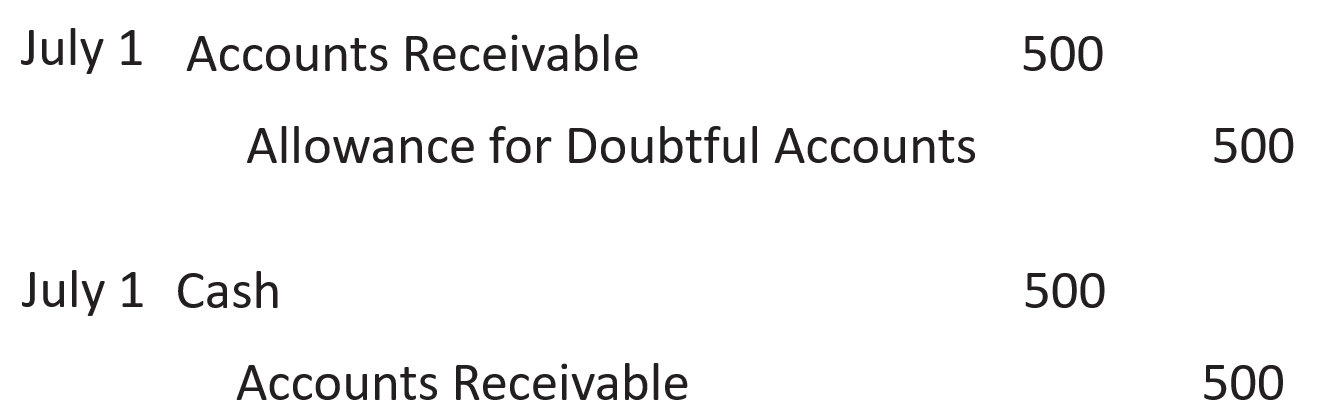 July 1 Accounts Receivable 500
Allowance for Doubtful Accounts 500
July 1 Cash 500
Accounts Receivable 500